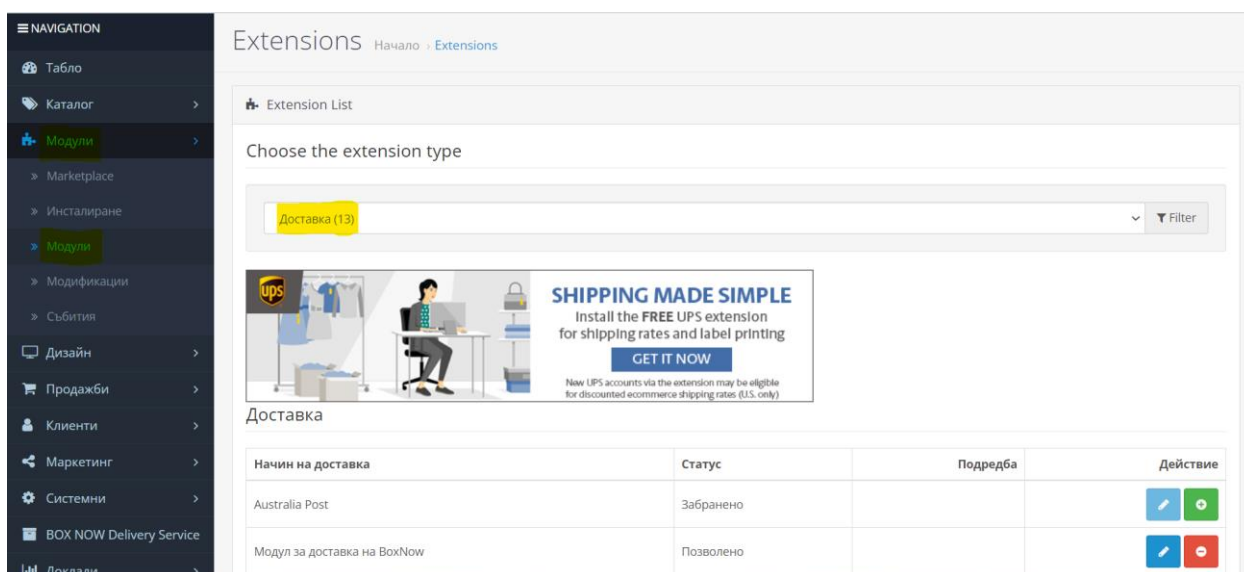 NAVIGATION
Табло
Каталог
Модули
Marketplace
Инсталиране
Модули
Модификации
Събития
Дизайн
Продажби
Клиенти
Маркетинг
Системни
BOX NOW Delivery Service
Доклади
Extensions Начало › Extensions
Extension List
Choose the extension type
Доставка (13) Filter
ups
SHIPPING MADE SIMPLE
Install the FREE UPS extension
for shipping rates and label printing
GET IT NOW
New UPS accounts via the extension may be eligible
for discounted ecommerce shipping rates (U.S. only)
Доставка
Начин на доставка Статус Подредба Действие
Australia Post Забранено
Модул за доставка на BoxNow Позволено